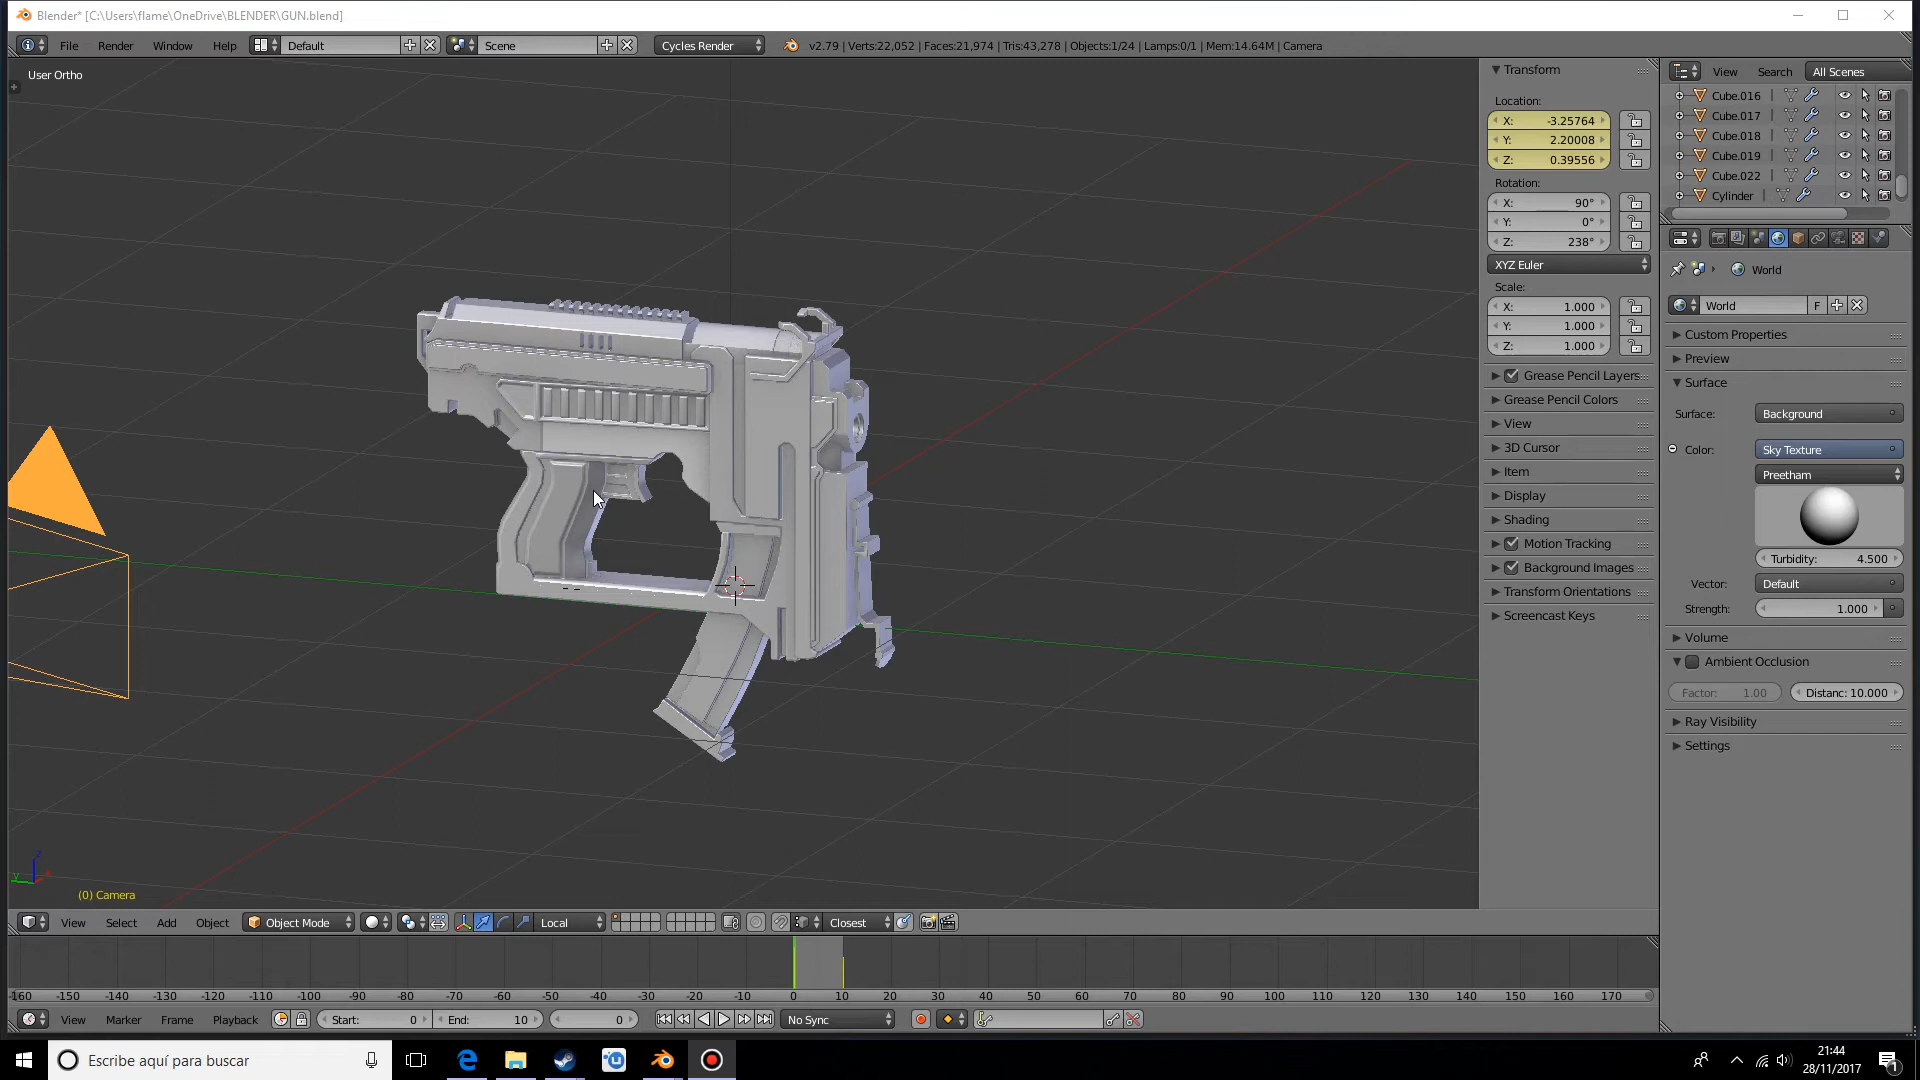 Blender* [C:\Users\flame\OneDrive\BLENDER\GUN.blend]
File Render Window Help Default Scene Cycles Render v2.79 | Verts:22,052 | Faces:21,974 | Tris:43,278 | Objects:1/24 | Lamps:0/1 | Mem:14.64M | Camera
User Ortho
Transform
Location:
X: -3.25764
Y: 2.20008
Z: 0.39556
Rotation:
X: 90°
Y: 0°
Z: 238°
XYZ Euler
Scale:
X: 1.000
Y: 1.000
Z: 1.000
Grease Pencil Layers
Grease Pencil Colors
View
3D Cursor
Item
Display
Shading
Motion Tracking
Background Images
Transform Orientations
Screencast Keys
View Search All Scenes
Cube.016
Cube.017
Cube.018
Cube.019
Cube.022
Cylinder
World
World F
Custom Properties
Preview
Surface
Surface: Background
Color: Sky Texture
Preetham
Turbidity: 4.500
Vector: Default
Strength: 1.000
Volume
Ambient Occlusion
Factor: 1.00 Distanc: 10.000
Ray Visibility
Settings
z
y
(0) Camera
View Select Add Object Object Mode Local Closest
-160 -150 -140 -130 -120 -110 -100 -90 -80 -70 -60 -50 -40 -30 -20 -10 0 10 20 30 40 50 60 70 80 90 100 110 120 130 140 150 160 170
View Marker Frame Playback Start: 0 End: 10 0 No Sync
Escribe aquí para buscar
21:44
28/11/2017
1